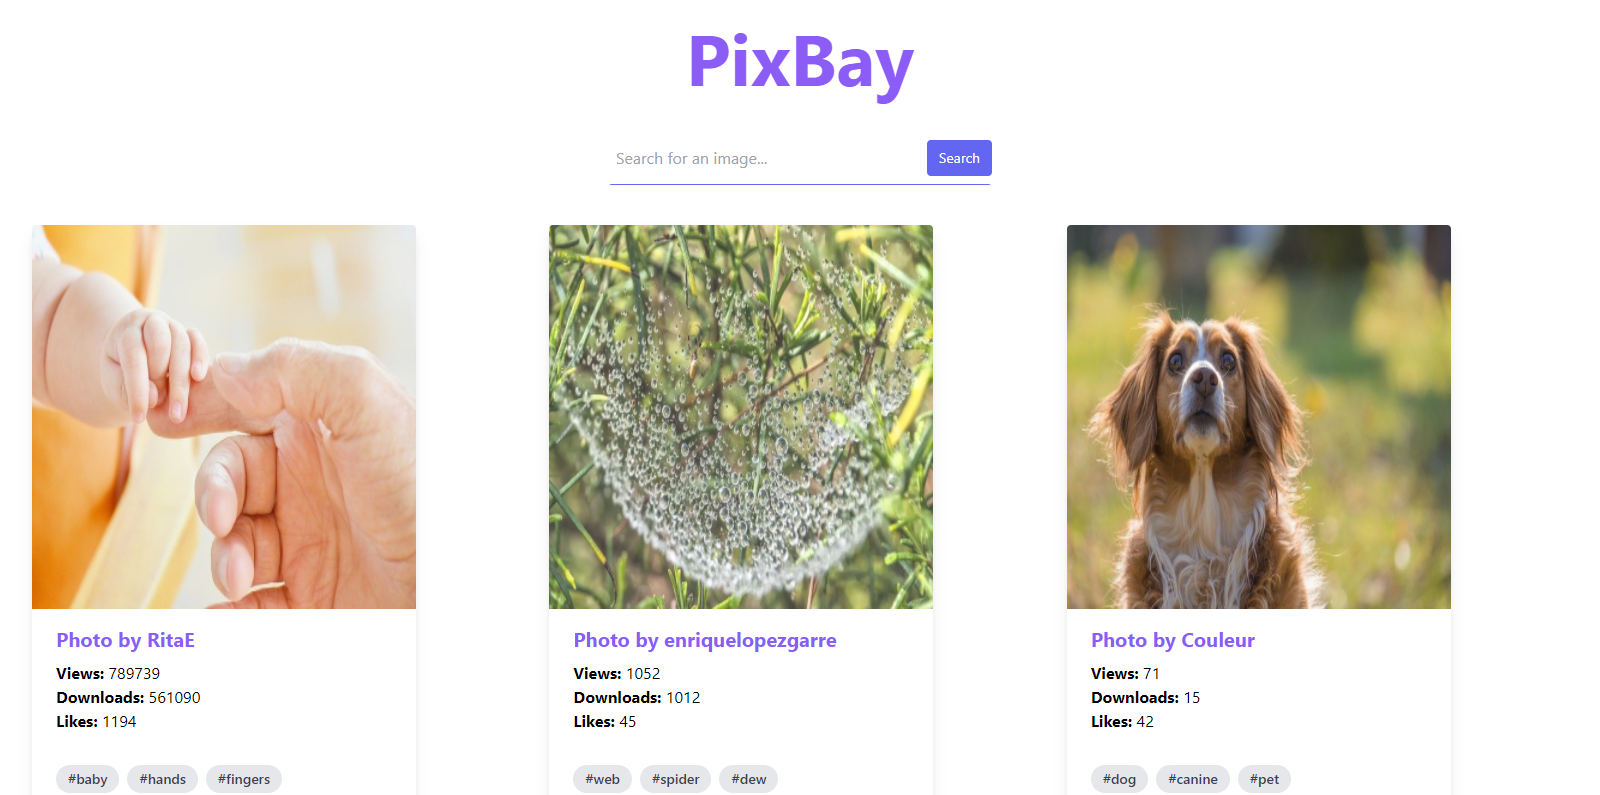 PixBay
Search for an image...
Search
Photo by RitaE
Views: 789739
Downloads: 561090
Likes: 1194
#baby #hands #fingers
Photo by enriquelopezgarre
Views: 1052
Downloads: 1012
Likes: 45
#web #spider #dew
Photo by Couleur
Views: 71
Downloads: 15
Likes: 42
#dog #canine #pet